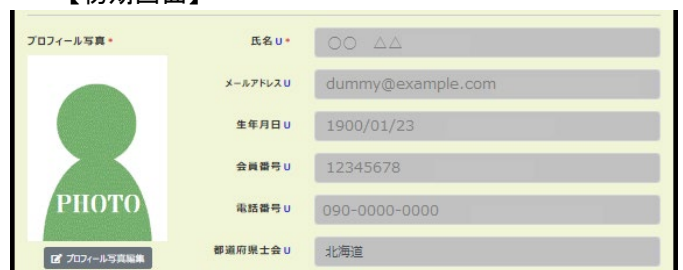 【初期画面】
プロフィール写真*
氏名 U *
○○ △△
メールアドレス U
dummy@example.com
生年月日 U
1900/01/23
会員番号 U
12345678
PHOTO
電話番号 U
090-0000-0000
プロフィール写真編集
都道府県士会 U
北海道